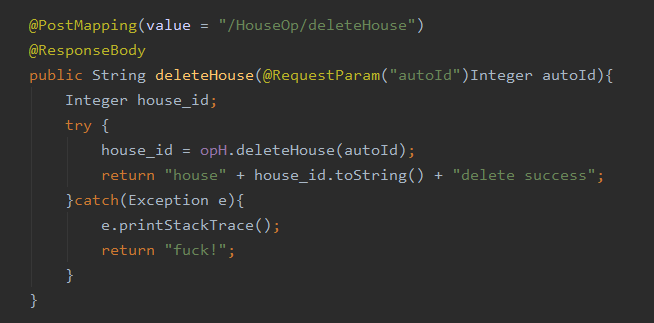 @PostMapping(value = "/HouseOp/deleteHouse")
@ResponseBody
public String deleteHouse(@RequestParam("autoId")Integer autoId){
    Integer house_id;
    try {
        house_id = opH.deleteHouse(autoId);
        return "house" + house_id.toString() + "delete success";
    }catch(Exception e){
        e.printStackTrace();
        return "fuck!";
    }
}